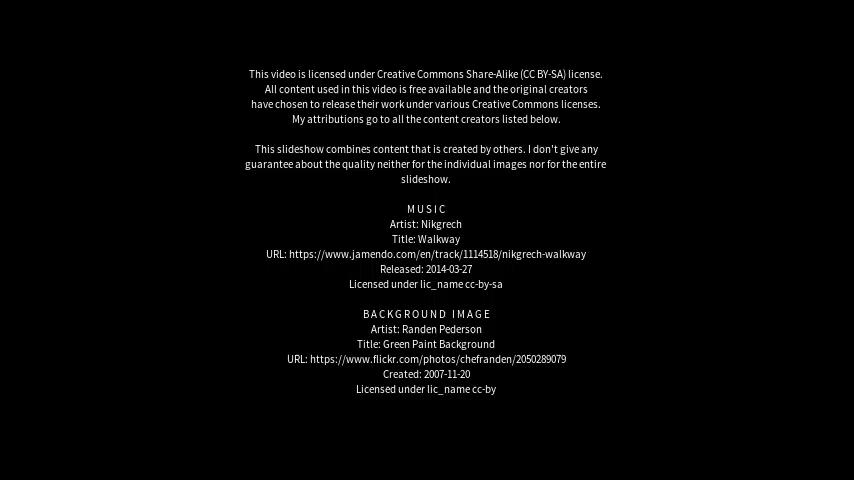 This video is licensed under Creative Commons Share-Alike (CC BY-SA) license.
All content used in this video is free available and the original creators
have chosen to release their work under various Creative Commons licenses.
My attributions go to all the content creators listed below.
This slideshow combines content that is created by others. I don't give any
guarantee about the quality neither for the individual images nor for the entire
slideshow.
MUSIC
Artist: Nikgrech
Title: Walkway
URL: https://www.jamendo.com/en/track/1114518/nikgrech-walkway
Released: 2014-03-27
Licensed under lic_name cc-by-sa
BACKGROUND IMAGE
Artist: Randen Pederson
Title: Green Paint Background
URL: https://www.flickr.com/photos/chefranden/2050289079
Created: 2007-11-20
Licensed under lic_name cc-by